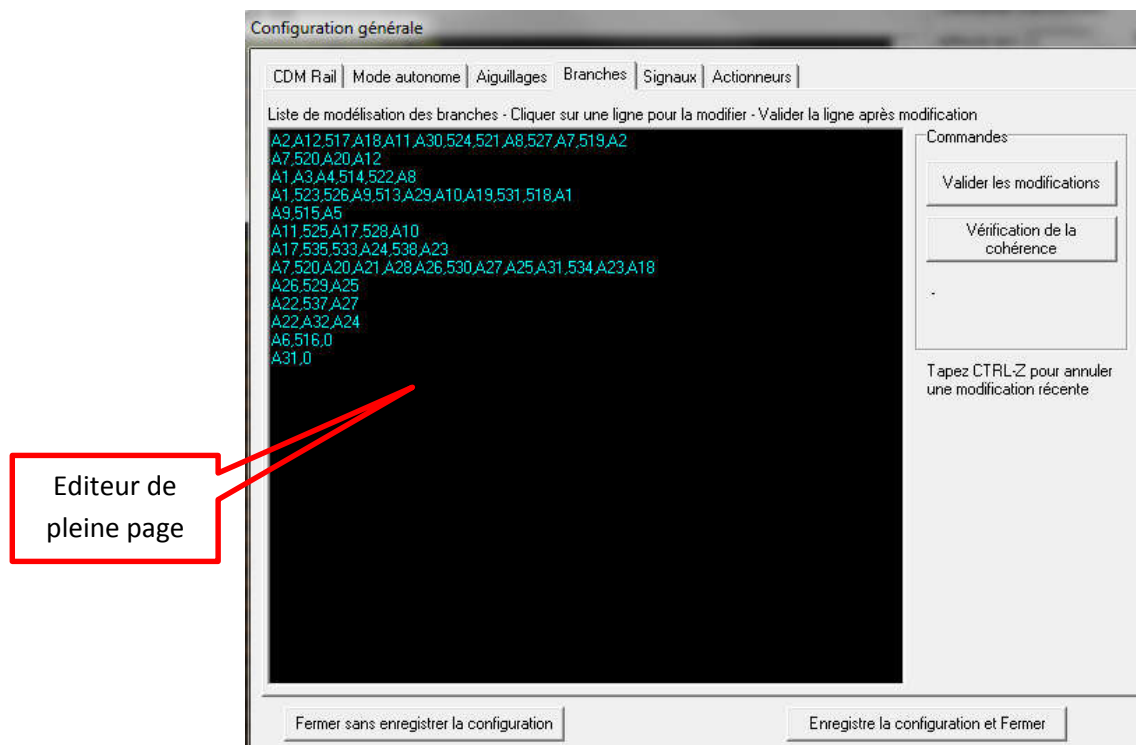 Configuration générale
CDM Rail
Mode autonome
Aiguillages
Branches
Signaux
Actionneurs
Liste de modélisation des branches - Cliquer sur une ligne pour la modifier - Valider la ligne après modification
A2,A12,517,A18,A11,A30,524,521,A8,527,A7,519,A2
A7,520,A20,A12
A1,A3,A4,514,522,A8
A1,523,526,A9,513,A29,A10,A19,531,518,A1
A9,515,A5
A11,525,A17,528,A10
A17,535,533,A24,538,A23
A7,520,A20,A21,A28,A26,530,A27,A25,A31,534,A23,A18
A26,529,A25
A22,537,A27
A22,A32,A24
A6,516,0
A31,0
Commandes
Valider les modifications
Vérification de la
cohérence
-
Tapez CTRL-Z pour annuler
une modification récente
Editeur de
pleine page
Fermer sans enregistrer la configuration
Enregistre la configuration et Fermer